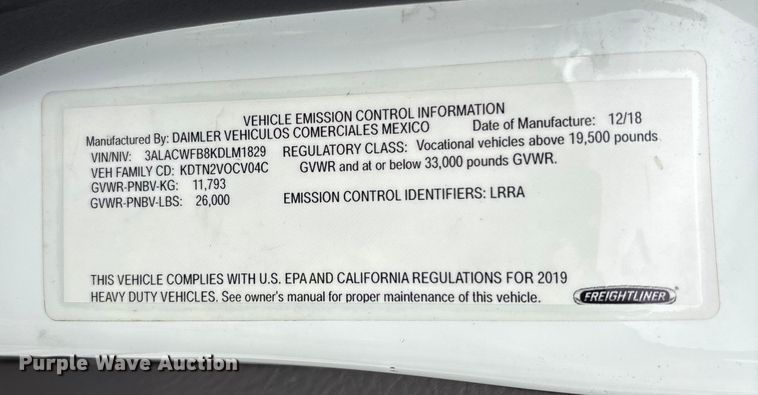 VEHICLE EMISSION CONTROL INFORMATION
Manufactured By: DAIMLER VEHICULOS COMERCIALES MEXICO Date of Manufacture: 12/18
VIN/NIV: 3ALACWFB8KDLM1829 REGULATORY CLASS: Vocational vehicles above 19,500 pounds
VEH FAMILY CD: KDTN2VOCV04C GVWR and at or below 33,000 pounds GVWR.
GVWR-PNBV-KG: 11,793
GVWR-PNBV-LBS: 26,000 EMISSION CONTROL IDENTIFIERS: LRRA
THIS VEHICLE COMPLIES WITH U.S. EPA AND CALIFORNIA REGULATIONS FOR 2019
HEAVY DUTY VEHICLES. See owner's manual for proper maintenance of this vehicle.
FREIGHTLINER
Purple Wave Auction